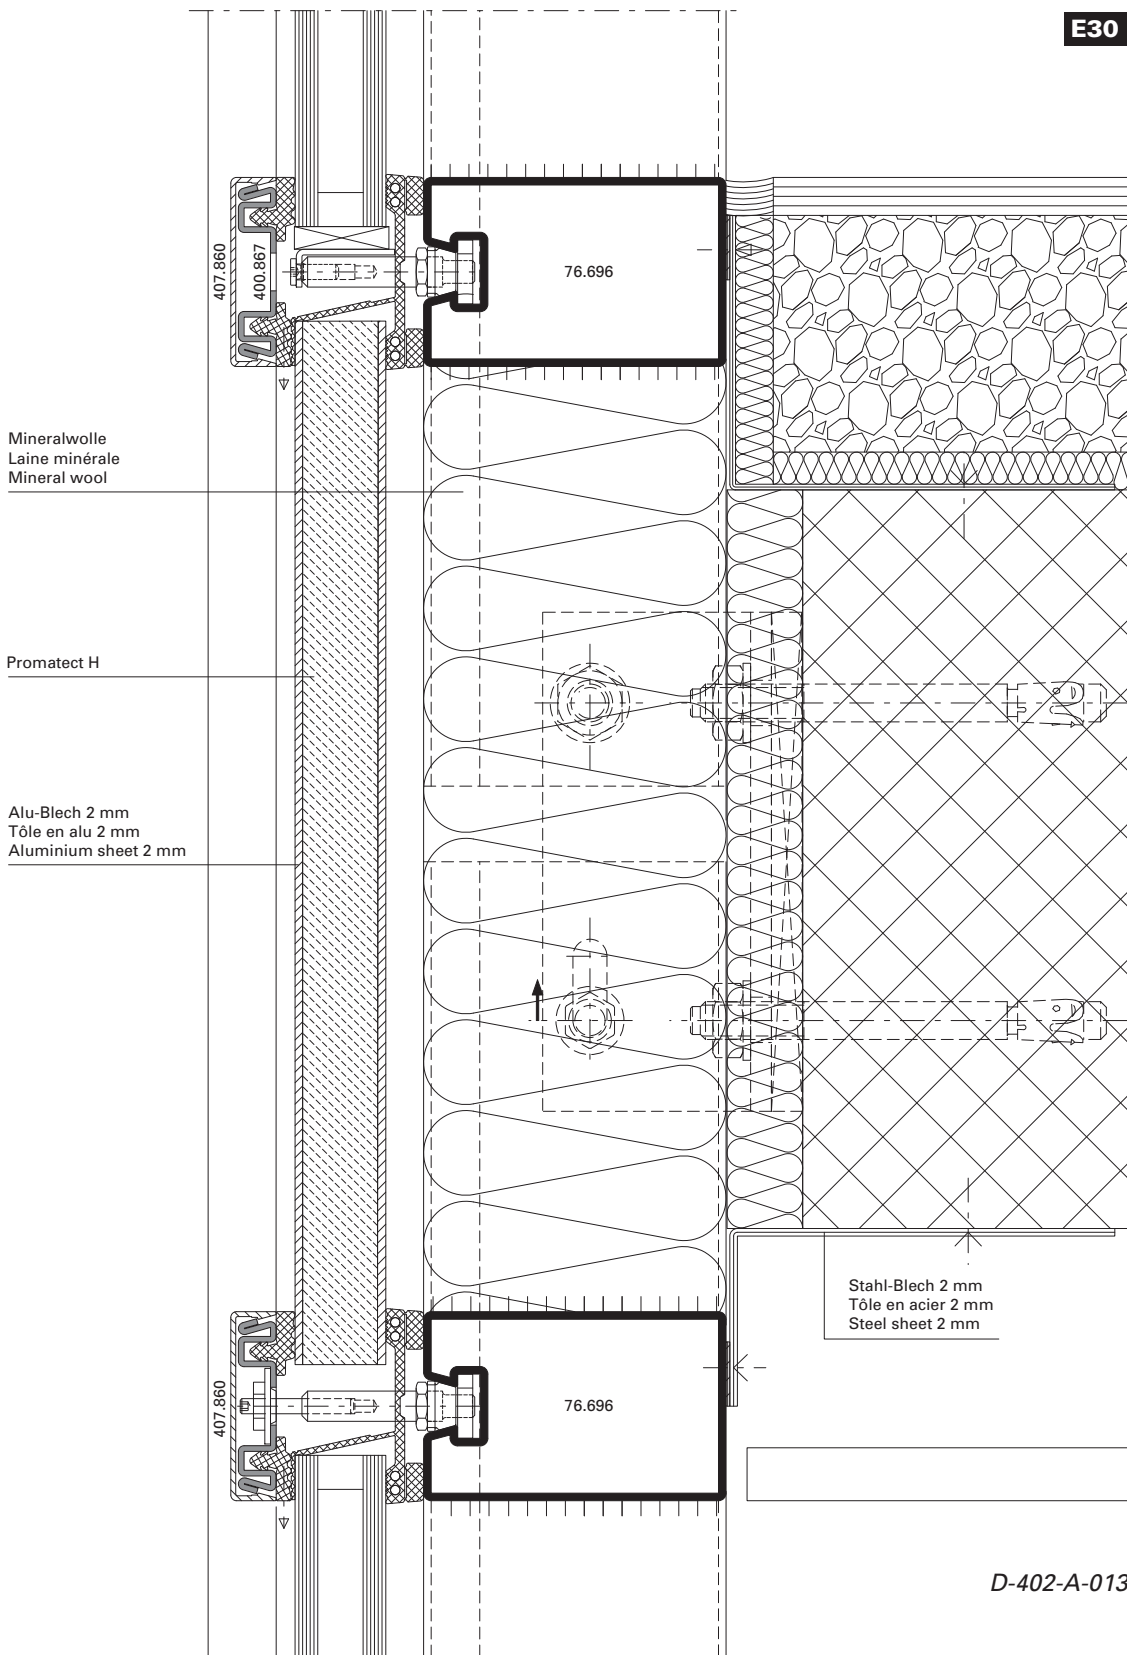 E30
407.860
400.867
76.696
Mineralwolle
Laine minérale
Mineral wool
Promatect H
Alu-Blech 2 mm
Tôle en alu 2 mm
Aluminium sheet 2 mm
Stahl-Blech 2 mm
Tôle en acier 2 mm
Steel sheet 2 mm
407.860
76.696
D-402-A-013